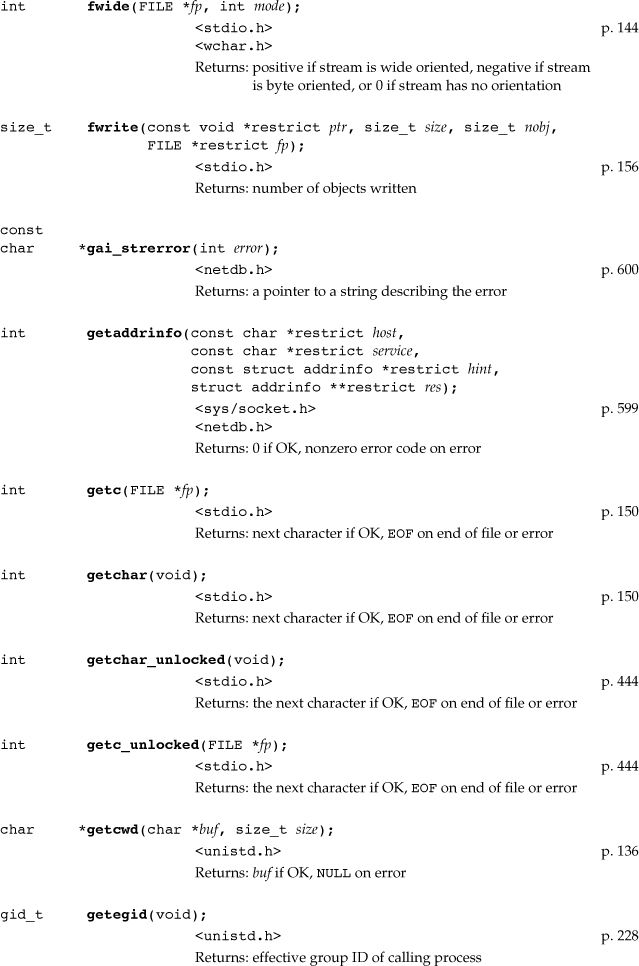 int fwide(FILE *fp, int mode);
<stdio.h> p. 144
<wchar.h>
Returns: positive if stream is wide oriented, negative if stream
is byte oriented, or 0 if stream has no orientation
size_t fwrite(const void *restrict ptr, size_t size, size_t nobj,
FILE *restrict fp);
<stdio.h> p. 156
Returns: number of objects written
const
char *gai_strerror(int error);
<netdb.h> p. 600
Returns: a pointer to a string describing the error
int getaddrinfo(const char *restrict host,
const char *restrict service,
const struct addrinfo *restrict hint,
struct addrinfo **restrict res);
<sys/socket.h> p. 599
<netdb.h>
Returns: 0 if OK, nonzero error code on error
int getc(FILE *fp);
<stdio.h> p. 150
Returns: next character if OK, EOF on end of file or error
int getchar(void);
<stdio.h> p. 150
Returns: next character if OK, EOF on end of file or error
int getchar_unlocked(void);
<stdio.h> p. 444
Returns: the next character if OK, EOF on end of file or error
int getc_unlocked(FILE *fp);
<stdio.h> p. 444
Returns: the next character if OK, EOF on end of file or error
char *getcwd(char *buf, size_t size);
<unistd.h> p. 136
Returns: buf if OK, NULL on error
gid_t getegid(void);
<unistd.h> p. 228
Returns: effective group ID of calling process